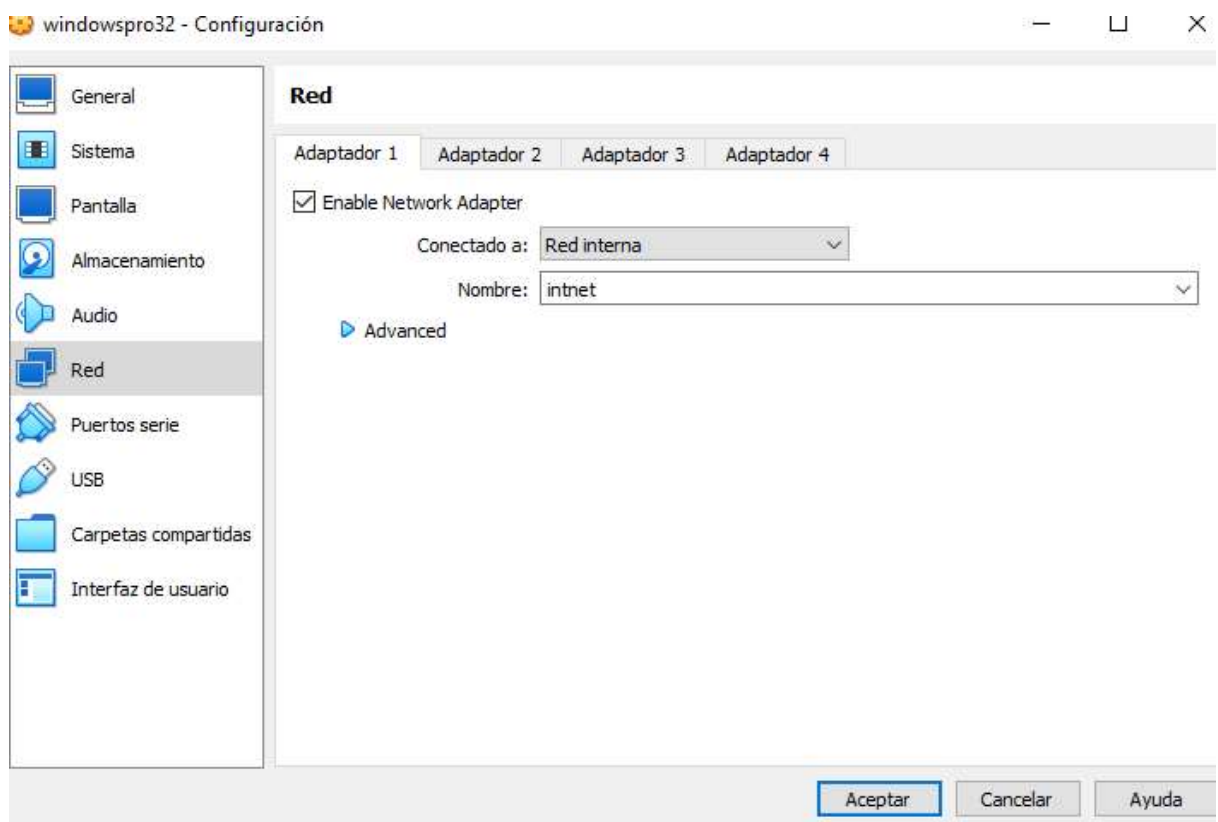 windowspro32 - Configuración
General
Sistema
Pantalla
Almacenamiento
Audio
Red
Puertos serie
USB
Carpetas compartidas
Interfaz de usuario
Red
Adaptador 1 Adaptador 2 Adaptador 3 Adaptador 4
Enable Network Adapter
Conectado a: Red interna
Nombre: intnet
Advanced
Aceptar Cancelar Ayuda